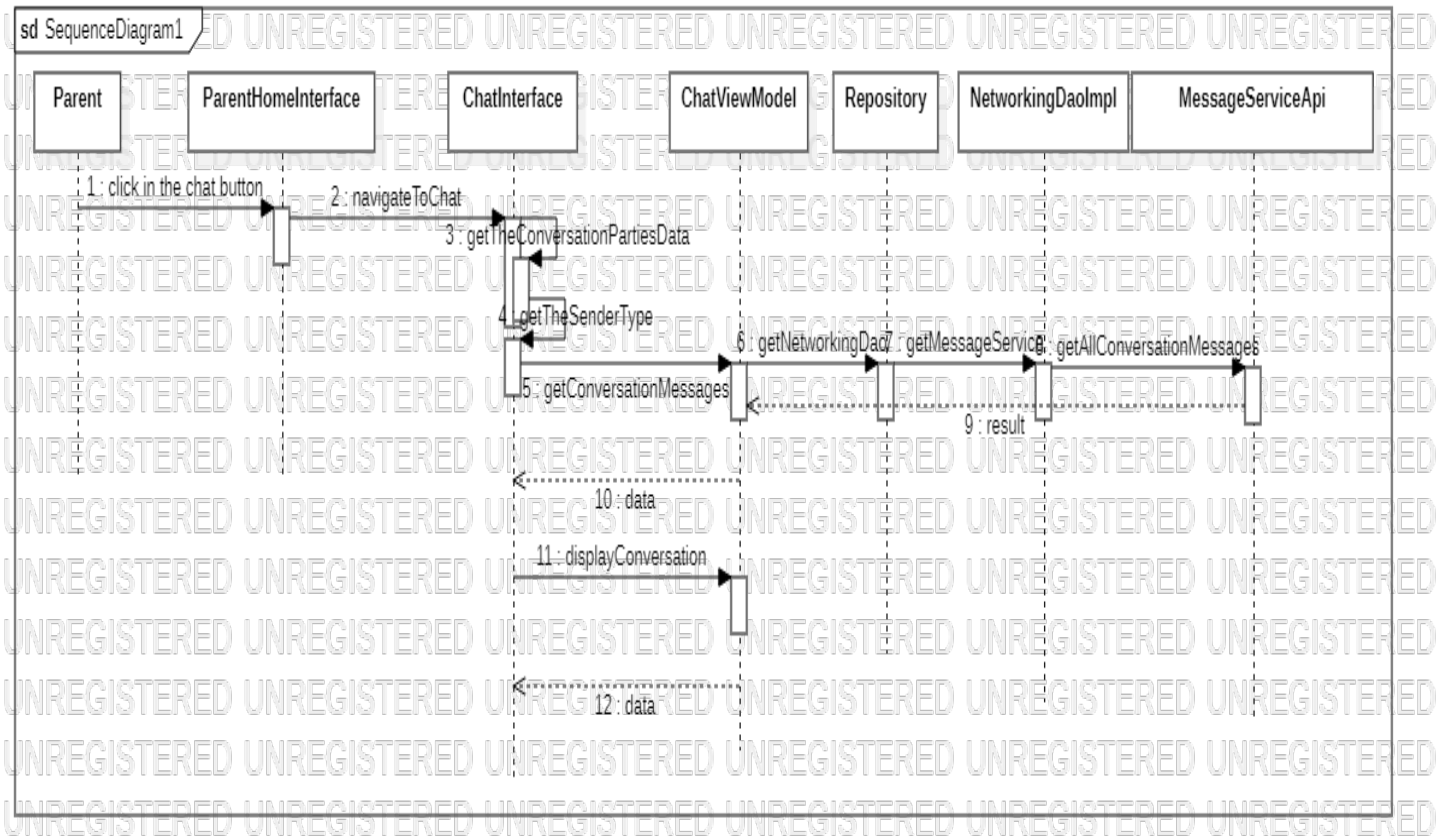 sd SequenceDiagram1
Parent
ParentHomeInterface
ChatInterface
ChatViewModel
Repository
NetworkingDaoImpl
MessageServiceApi
1 : click in the chat button
2 : navigateToChat
3 : getTheConversationPartiesData
4 : getTheSenderType
5 : getConversationMessages
6 : getNetworkingDao
7 : getMessageService
8 : getAllConversationMessages
9 : result
10 : data
11 : displayConversation
12 : data
UNREGISTERED UNREGISTERED UNREGISTERED UNREGISTERED UNREGISTERED UNREGISTERED